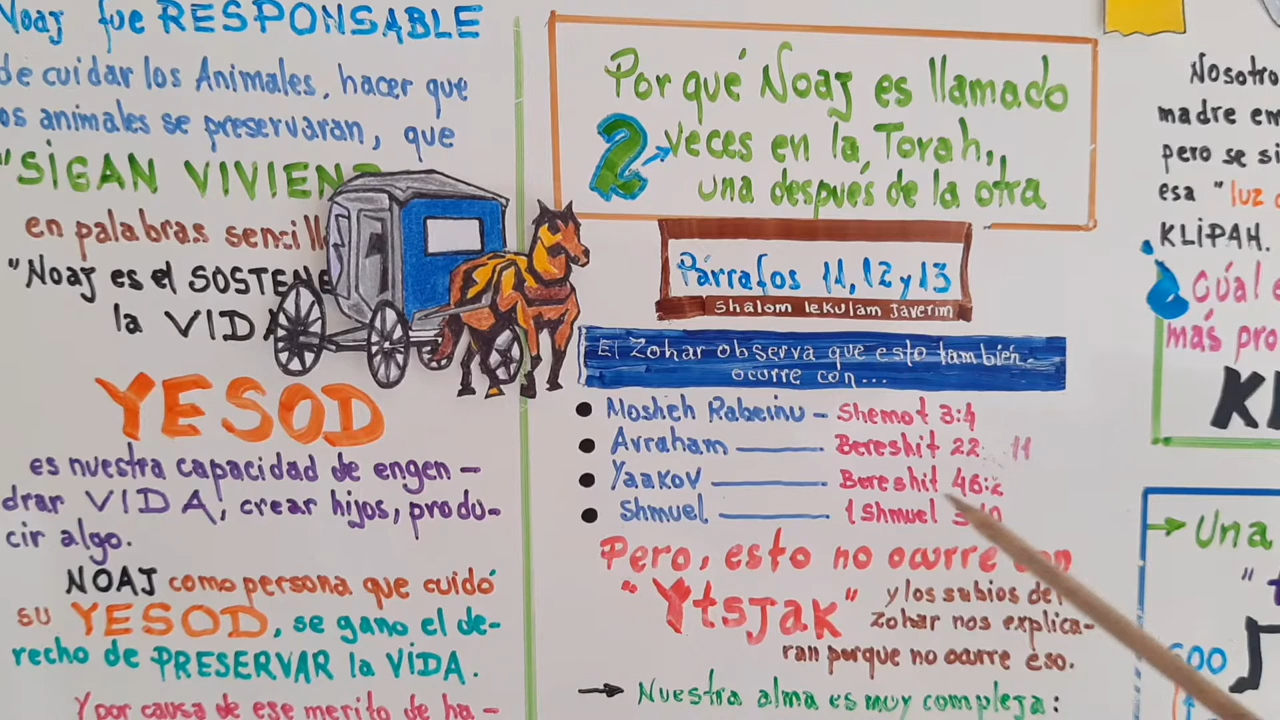 Noaj fue RESPONSABLE
de cuidar los Animales, hacer que
os animales se preservaran, que
"SIGAN VIVIEN
en palabras sencill
"Noaj es el SOSTENE
la VIDA
YESOD
es nuestra capacidad de engen-
drar VIDA, crear hijos, produ-
cir algo.
NOAJ como persona que cuidó
su YESOD, se gano el de-
recho de PRESERVAR la VIDA.
Y por causa de ese merito de ha-
Por qué Noaj es llamado
2 veces en la Torah,,
una después de la otra
Párrafos 11, 12 y 13
Shalom leKulam Javerim
El Zohar observa que esto también
ocurre con...
• Mosheh Rabeinu - Shemot 3:4
• Avraham — Bereshit 22 11
• Yaakov — Bereshit 46:2
• Shmuel — 1 Shmuel
Pero, esto no ocurre con
"Ytsjak" y los sabios del
Zohar nos explica-
ran porque no ocurre eso.
→ Nuestra alma es muy compleja:
Nosotro
madre em
pero se si
esa "luz
KLIPAH.
Cúal e
más pro
→ Una
600